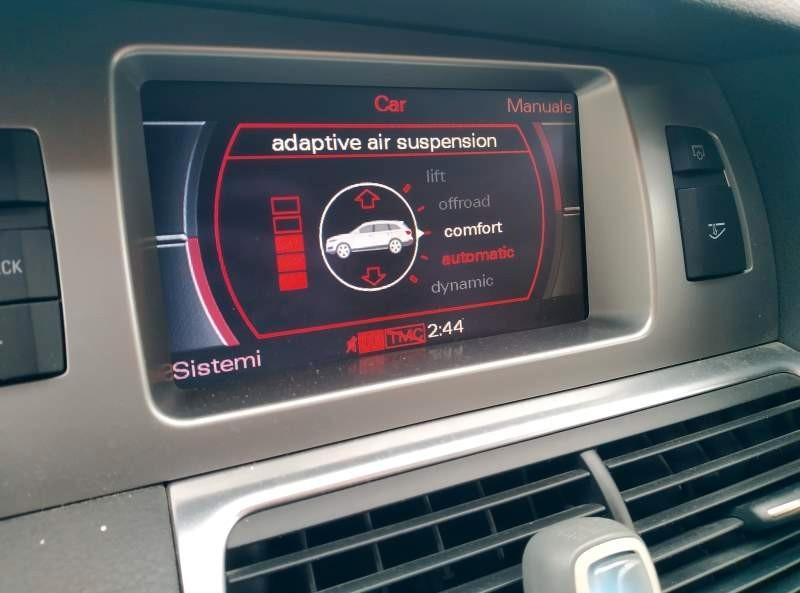 Car
Manuale
adaptive air suspension
lift
offroad
comfort
automatic
dynamic
TMC 2:44
Sistemi
CK